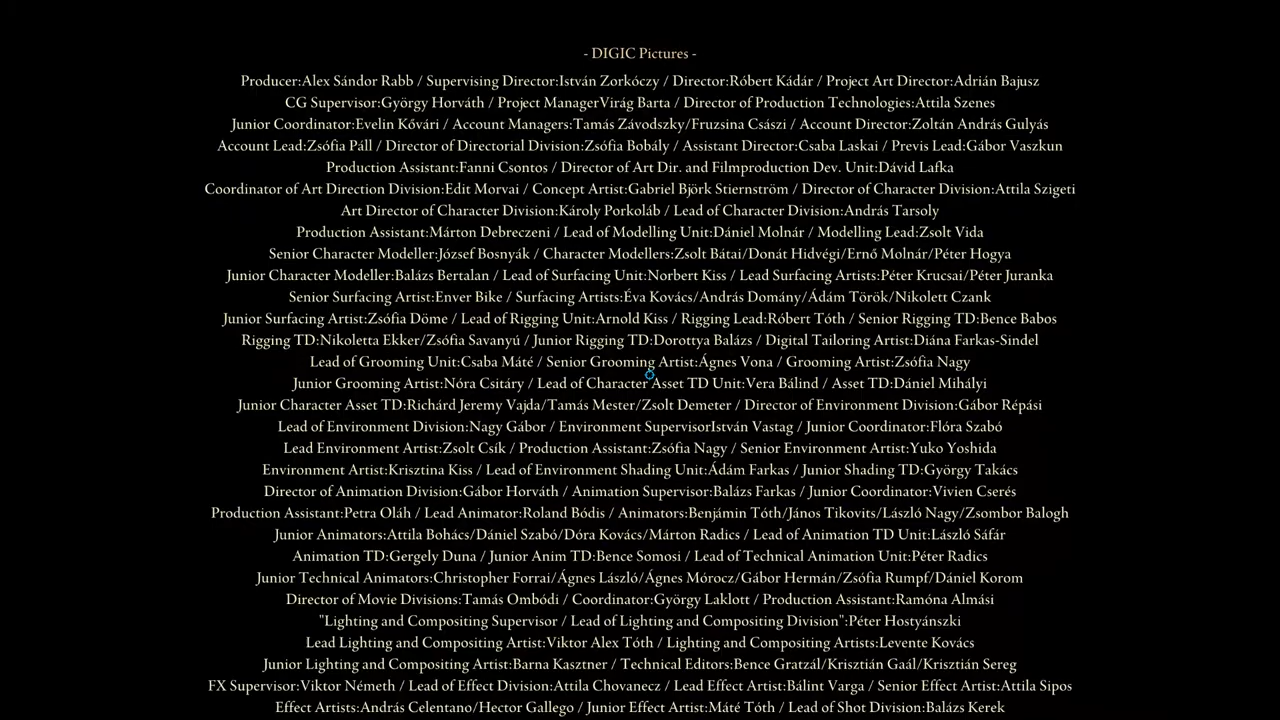 - DIGIC Pictures -
Producer:Alex Sándor Rabb / Supervising Director:István Zorkóczy / Director:Róbert Kádár / Project Art Director:Adrián Bajusz
CG Supervisor:György Horváth / Project ManagerVirág Barta / Director of Production Technologies:Attila Szenes
Junior Coordinator:Evelin Kővári / Account Managers:Tamás Závodszky/Fruzsina Császi / Account Director:Zoltán András Gulyás
Account Lead:Zsófia Páll / Director of Directorial Division:Zsófia Bobály / Assistant Director:Csaba Laskai / Previs Lead:Gábor Vaszkun
Production Assistant:Fanni Csontos / Director of Art Dir. and Filmproduction Dev. Unit:Dávid Lafka
Coordinator of Art Direction Division:Edit Morvai / Concept Artist:Gabriel Björk Stiernström / Director of Character Division:Attila Szigeti
Art Director of Character Division:Károly Porkoláb / Lead of Character Division:András Tarsoly
Production Assistant:Márton Debreczeni / Lead of Modelling Unit:Dániel Molnár / Modelling Lead:Zsolt Vida
Senior Character Modeller:József Bosnyák / Character Modellers:Zsolt Bátai/Donát Hidvégi/Ernő Molnár/Péter Hogya
Junior Character Modeller:Balázs Bertalan / Lead of Surfacing Unit:Norbert Kiss / Lead Surfacing Artists:Péter Krucsai/Péter Juranka
Senior Surfacing Artist:Enver Bike / Surfacing Artists:Éva Kovács/András Domány/Ádám Török/Nikolett Czank
Junior Surfacing Artist:Zsófia Döme / Lead of Rigging Unit:Arnold Kiss / Rigging Lead:Róbert Tóth / Senior Rigging TD:Bence Babos
Rigging TD:Nikoletta Ekker/Zsófia Savanyú / Junior Rigging TD:Dorottya Balázs / Digital Tailoring Artist:Diána Farkas-Sindel
Lead of Grooming Unit:Csaba Máté / Senior Grooming Artist:Ágnes Vona / Grooming Artist:Zsófia Nagy
Junior Grooming Artist:Nóra Csitáry / Lead of Character Asset TD Unit:Vera Bálind / Asset TD:Dániel Mihályi
Junior Character Asset TD:Richárd Jeremy Vajda/Tamás Mester/Zsolt Demeter / Director of Environment Division:Gábor Répási
Lead of Environment Division:Nagy Gábor / Environment SupervisorIstván Vastag / Junior Coordinator:Flóra Szabó
Lead Environment Artist:Zsolt Csík / Production Assistant:Zsófia Nagy / Senior Environment Artist:Yuko Yoshida
Environment Artist:Krisztina Kiss / Lead of Environment Shading Unit:Ádám Farkas / Junior Shading TD:György Takács
Director of Animation Division:Gábor Horváth / Animation Supervisor:Balázs Farkas / Junior Coordinator:Vivien Cserés
Production Assistant:Petra Oláh / Lead Animator:Roland Bódis / Animators:Benjámin Tóth/János Tikovits/László Nagy/Zsombor Balogh
Junior Animators:Attila Bohács/Dániel Szabó/Dóra Kovács/Márton Radics / Lead of Animation TD Unit:László Sáfár
Animation TD:Gergely Duna / Junior Anim TD:Bence Somosi / Lead of Technical Animation Unit:Péter Radics
Junior Technical Animators:Christopher Forrai/Ágnes László/Ágnes Mórocz/Gábor Hermán/Zsófia Rumpf/Dániel Korom
Director of Movie Divisions:Tamás Ombódi / Coordinator:György Laklott / Production Assistant:Ramóna Almási
"Lighting and Compositing Supervisor / Lead of Lighting and Compositing Division":Péter Hostyánszki
Lead Lighting and Compositing Artist:Viktor Alex Tóth / Lighting and Compositing Artists:Levente Kovács
Junior Lighting and Compositing Artist:Barna Kasztner / Technical Editors:Bence Gratzál/Krisztián Gaál/Krisztián Sereg
FX Supervisor:Viktor Németh / Lead of Effect Division:Attila Chovanecz / Lead Effect Artist:Bálint Varga / Senior Effect Artist:Attila Sipos
Effect Artists:András Celentano/Hector Gallego / Junior Effect Artist:Máté Tóth / Lead of Shot Division:Balázs Kerek